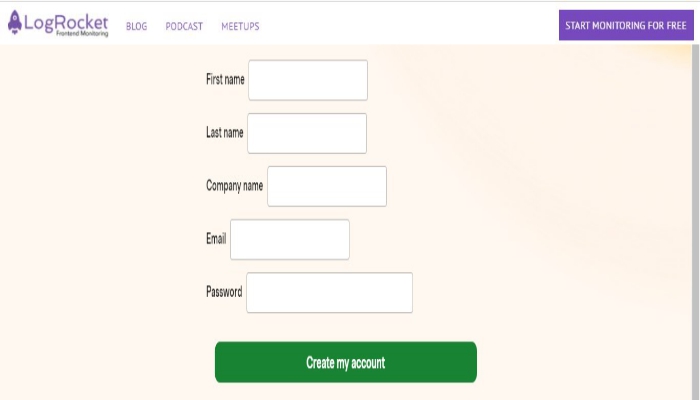 LogRocket
Frontend Monitoring
BLOG PODCAST MEETUPS
START MONITORING FOR FREE
First name
Last name
Company name
Email
Password
Create my account